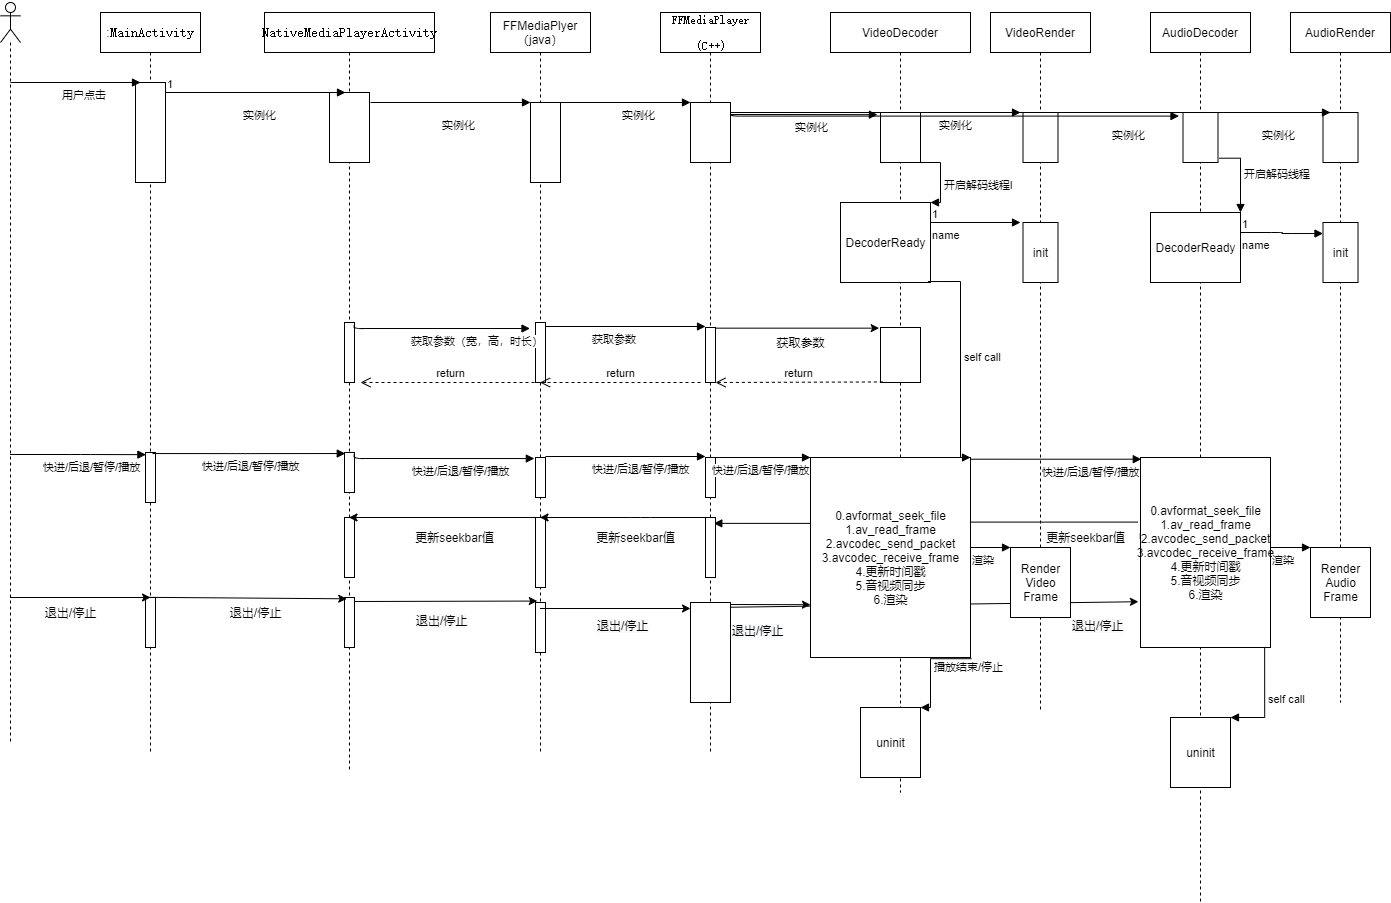 :MainActivity
NativeMediaPlayerActivity
FFMediaPlyer
(java)
FFMediaPlayer
(C++)
VideoDecoder
VideoRender
AudioDecoder
AudioRender
用户点击
1
实例化
实例化
实例化
实例化
实例化
实例化
实例化
开启解码线程l
开启解码线程
DecoderReady
1
name
init
DecoderReady
1
name
init
获取参数（宽，高，时长）
获取参数
获取参数
self call
return
return
return
快进/后退/暂停/播放
快进/后退/暂停/播放
快进/后退/暂停/播放
快进/后退/暂停/播放
快进/后退/暂停/播放
快进/后退/暂停/播放
0.avformat_seek_file
1.av_read_frame
2.avcodec_send_packet
3.avcodec_receive_frame
4.更新时间戳
5.音视频同步
6.渲染
0.avformat_seek_file
1.av_read_frame
2.avcodec_send_packet
3.avcodec_receive_frame
4.更新时间戳
5.音视频同步
6.渲染
更新seekbar值
更新seekbar值
更新seekbar值
渲染
渲染
Render
Video
Frame
Render
Audio
Frame
退出/停止
退出/停止
退出/停止
退出/停止
退出/停止
退出/停止
播放结束/停止
self call
uninit
uninit